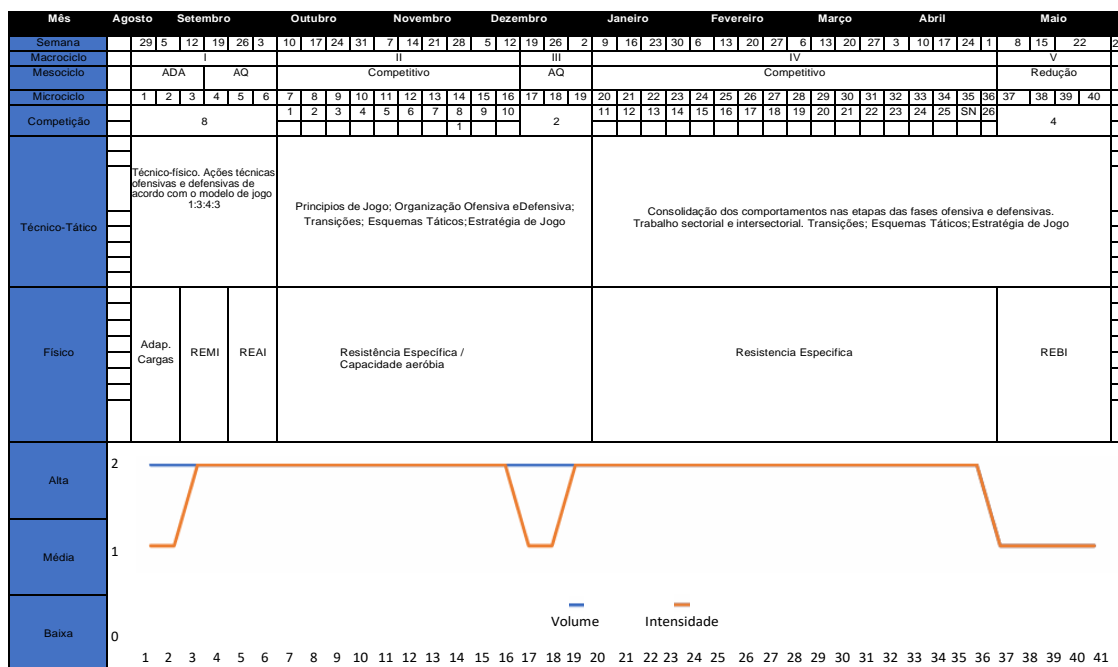 Mês Agosto Setembro Outubro Novembro Dezembro Janeiro Fevereiro Março Abril Maio
Semana 29 5 12 19 26 3 10 17 24 31 7 14 21 28 5 12 19 26 2 9 16 23 30 6 13 20 27 6 13 20 27 3 10 17 24 1 8 15 22 2
Macrociclo I II III IV V
Mesociclo ADA AQ Competitivo AQ Competitivo Redução
Microciclo 1 2 3 4 5 6 7 8 9 10 11 12 13 14 15 16 17 18 19 20 21 22 23 24 25 26 27 28 29 30 31 32 33 34 35 36 37 38 39 40
Competição 8 1 2 3 4 5 6 7 8 9 10 2 11 12 13 14 15 16 17 18 19 20 21 22 23 24 25 SN 26 4
1
Técnico-Tático
Técnico-físico. Ações técnicas
ofensivas e defensivas de
acordo com o modelo de jogo
1:3:4:3
Principios de Jogo; Organização Ofensiva eDefensiva;
Transições; Esquemas Táticos;Estratégia de Jogo
Consolidação dos comportamentos nas etapas das fases ofensiva e defensivas.
Trabalho sectorial e intersectorial. Transições; Esquemas Táticos;Estratégia de Jogo
Físico
Adap.
Cargas
REMI
REAI
Resistência Específica /
Capacidade aeróbia
Resistencia Especifica
REBI
Alta
2
Média
1
Baixa
0
Volume Intensidade
1 2 3 4 5 6 7 8 9 10 11 12 13 14 15 16 17 18 19 20 21 22 23 24 25 26 27 28 29 30 31 32 33 34 35 36 37 38 39 40 41